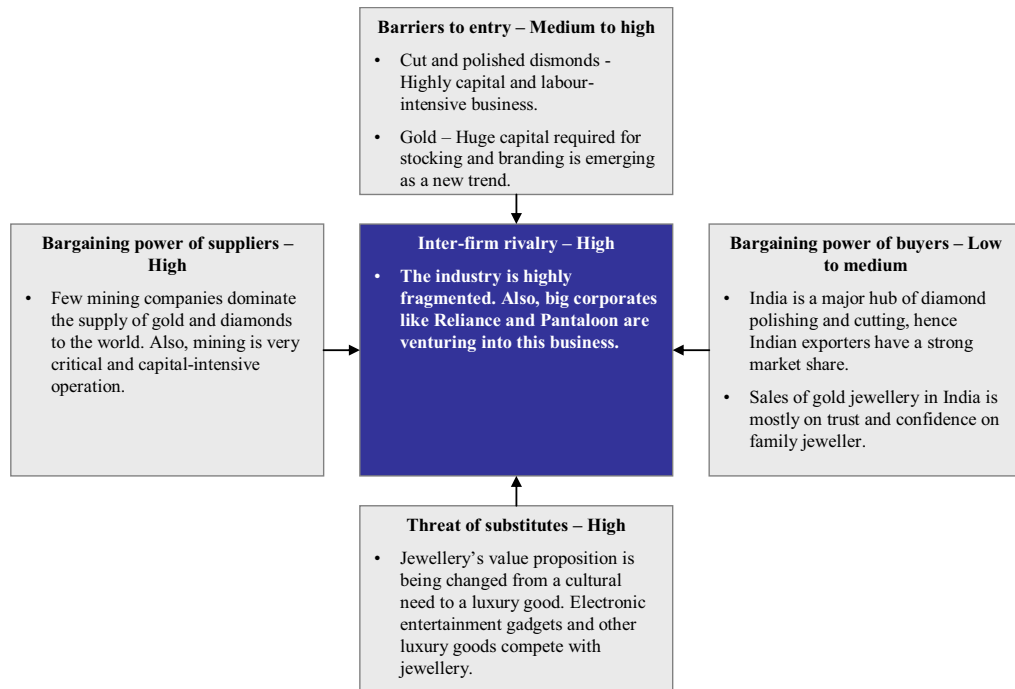 Barriers to entry – Medium to high
• Cut and polished dismonds -
Highly capital and labour-
intensive business.
• Gold – Huge capital required for
stocking and branding is emerging
as a new trend.
Bargaining power of suppliers –
High
• Few mining companies dominate
the supply of gold and diamonds
to the world. Also, mining is very
critical and capital-intensive
operation.
Inter-firm rivalry – High
• The industry is highly
fragmented. Also, big corporates
like Reliance and Pantaloon are
venturing into this business.
Bargaining power of buyers – Low
to medium
• India is a major hub of diamond
polishing and cutting, hence
Indian exporters have a strong
market share.
• Sales of gold jewellery in India is
mostly on trust and confidence on
family jeweller.
Threat of substitutes – High
• Jewellery’s value proposition is
being changed from a cultural
need to a luxury good. Electronic
entertainment gadgets and other
luxury goods compete with
jewellery.